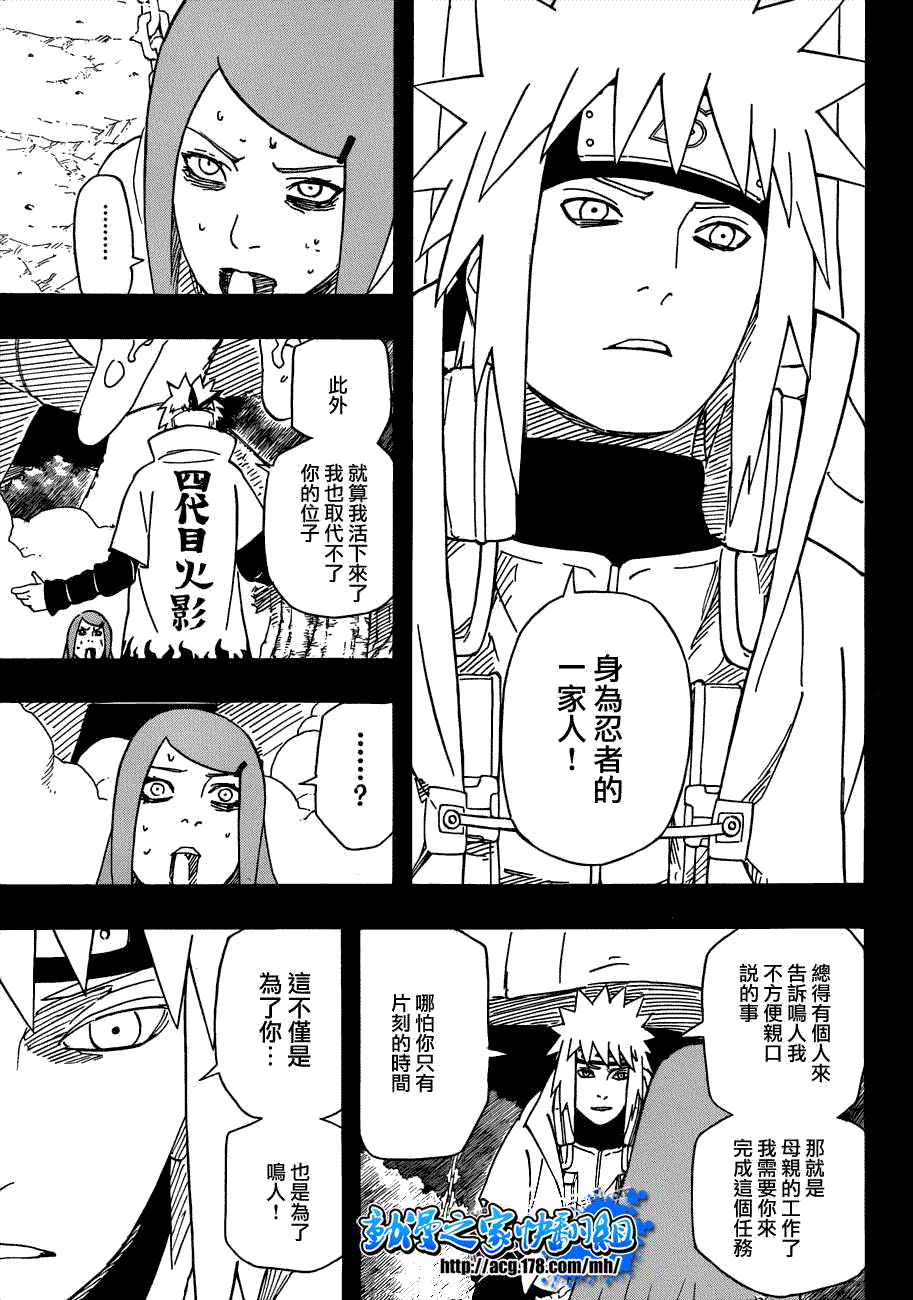 身為忍者的
一家人！
………
此外
就算我活下來了
我也取代不了
你的位子
四代目火影
……？
總得有個人來
告訴鳴人我
不方便親口
說的事
那就是
母親的工作了
我需要你來
完成這個任務
哪怕你只有
片刻的時間
這不僅是
為了你…
也是為了
鳴人！
動漫之家快翻組
http://acg.178.com/mh/